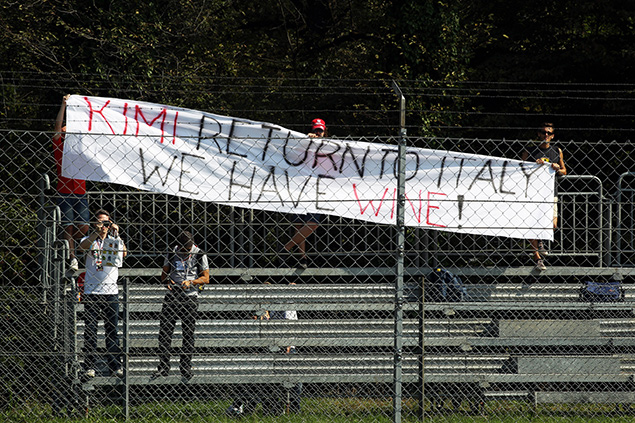 KIMI RETURN TO ITALY
WE HAVE WINE!